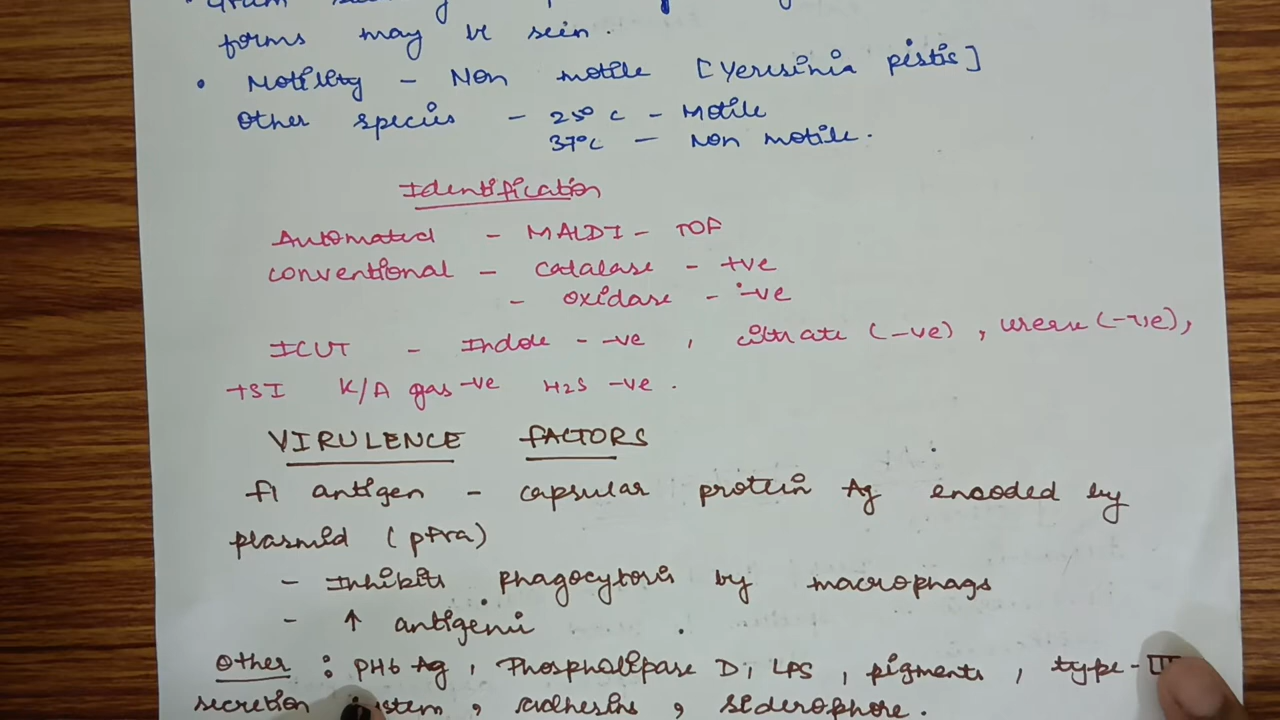 forms may be seen.
• Motility - Non motile [Yersinia pestis]
Other species - 25°C - Motile
37°C - Non motile.
Identification
Automated - MALDI - TOF
Conventional - Catalase - +ve
- Oxidase - -ve
ICUT - Indole - -ve , citrate (-ve) , urease (-ve),
TSI K/A gas -ve H2S -ve .
VIRULENCE FACTORS
F1 antigen - capsular protein Ag encoded by
plasmid (pFra)
- Inhibits phagocytosis by macrophags
- ↑ antigenic
Other : PH6 Ag , Phospholipase D, LPS , pigments , type - III
secretion system , adhesins , siderophore .